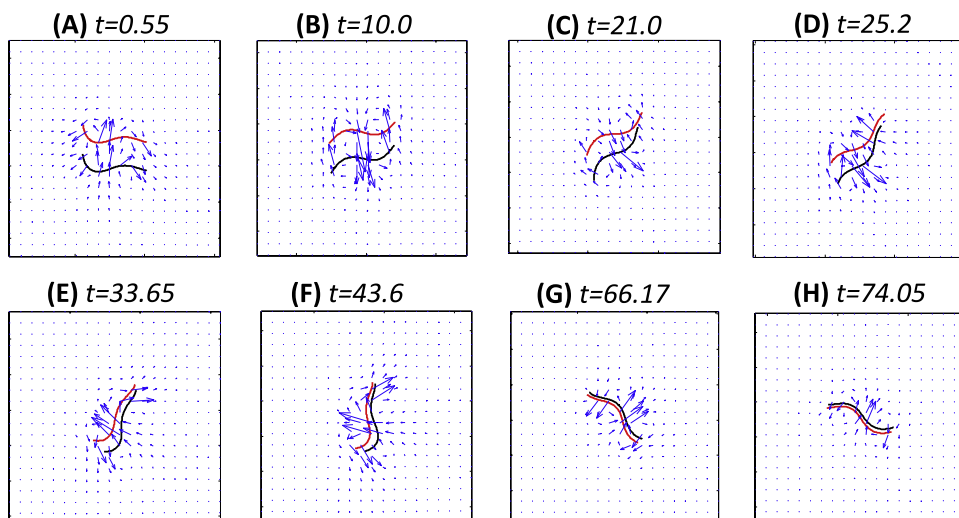 (A) t=0.55
(B) t=10.0
(C) t=21.0
(D) t=25.2
(E) t=33.65
(F) t=43.6
(G) t=66.17
(H) t=74.05